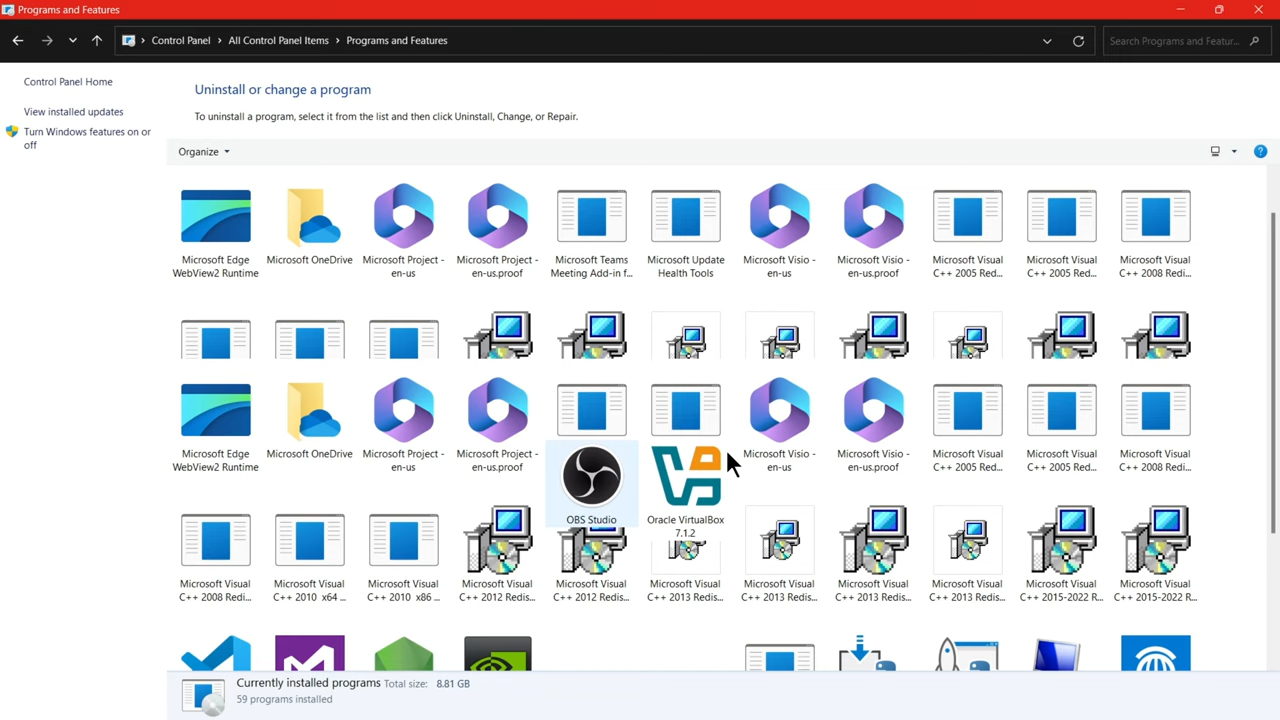 Programs and Features
Control Panel > All Control Panel Items > Programs and Features
Search Programs and Featur...
Control Panel Home
View installed updates
Turn Windows features on or
off
Uninstall or change a program
To uninstall a program, select it from the list and then click Uninstall, Change, or Repair.
Organize
Microsoft Edge
WebView2 Runtime
Microsoft OneDrive
Microsoft Project -
en-us
Microsoft Project -
en-us.proof
Microsoft Teams
Meeting Add-in f...
Microsoft Update
Health Tools
Microsoft Visio -
en-us
Microsoft Visio -
en-us.proof
Microsoft Visual
C++ 2005 Red...
Microsoft Visual
C++ 2005 Red...
Microsoft Visual
C++ 2008 Redi...
Microsoft Edge
WebView2 Runtime
Microsoft OneDrive
Microsoft Project -
en-us
Microsoft Project -
en-us.proof
OBS Studio
Oracle VirtualBox
7.1.2
Microsoft Visio -
en-us
Microsoft Visio -
en-us.proof
Microsoft Visual
C++ 2005 Red...
Microsoft Visual
C++ 2005 Red...
Microsoft Visual
C++ 2008 Redi...
Microsoft Visual
C++ 2008 Redi...
Microsoft Visual
C++ 2010 x64 ...
Microsoft Visual
C++ 2010 x86 ...
Microsoft Visual
C++ 2012 Redis...
Microsoft Visual
C++ 2012 Redis...
Microsoft Visual
C++ 2013 Redis...
Microsoft Visual
C++ 2013 Redis...
Microsoft Visual
C++ 2013 Redis...
Microsoft Visual
C++ 2013 Redis...
Microsoft Visual
C++ 2015-2022 R...
Microsoft Visual
C++ 2015-2022 R...
Currently installed programs Total size: 8.81 GB
59 programs installed